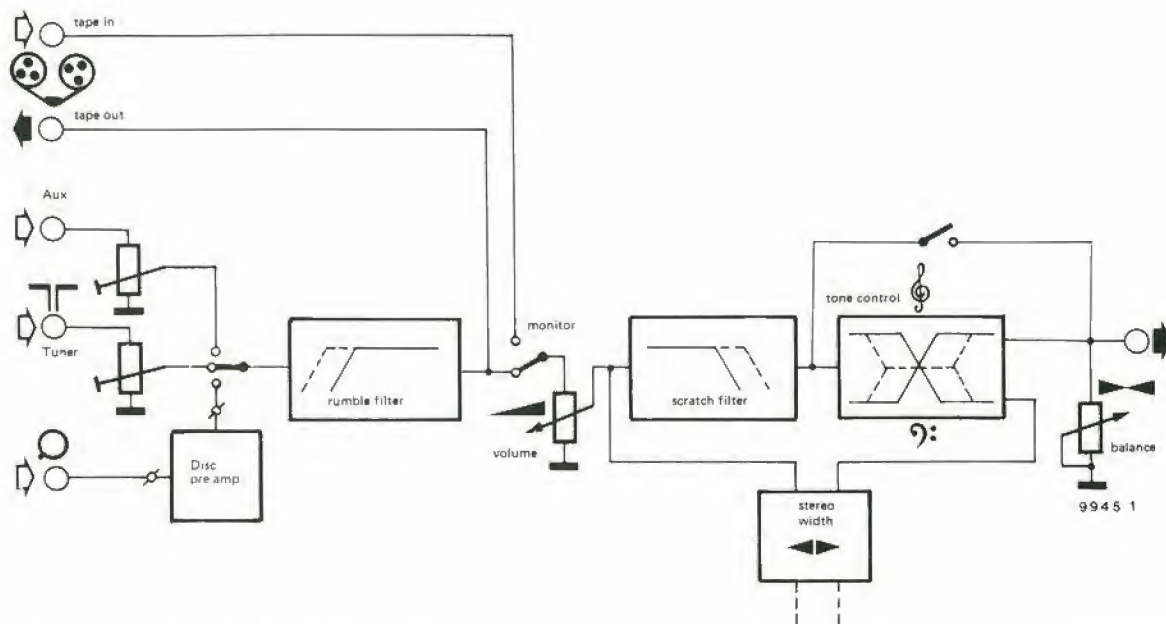 tape in
tape out
Aux
Tuner
monitor
tone control
rumble filter
volume
scratch filter
balance
Disc
pre amp
stereo
width
9945 1